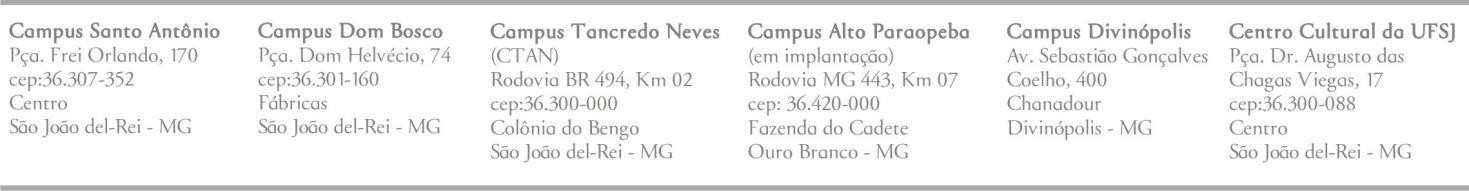 Campus Santo Antônio
Pça. Frei Orlando, 170
cep:36.307-352
Centro
São João del-Rei - MG
Campus Dom Bosco
Pça. Dom Helvécio, 74
cep:36.301-160
Fábricas
São João del-Rei - MG
Campus Tancredo Neves
(CTAN)
Rodovia BR 494, Km 02
cep:36.300-000
Colônia do Bengo
São João del-Rei - MG
Campus Alto Paraopeba
(em implantação)
Rodovia MG 443, Km 07
cep: 36.420-000
Fazenda do Cadete
Ouro Branco - MG
Campus Divinópolis
Av. Sebastião Gonçalves
Coelho, 400
Chanadour
Divinópolis - MG
Centro Cultural da UFSJ
Pça. Dr. Augusto das
Chagas Viegas, 17
cep:36.300-088
Centro
São João del-Rei - MG